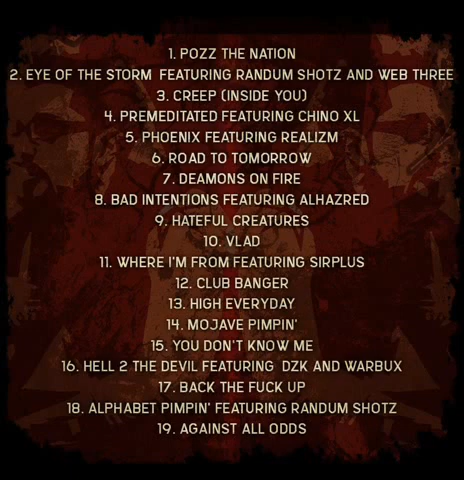 1. POZZ THE NATION
2. EYE OF THE STORM FEATURING RANDUM SHOTZ AND WEB THREE
3. CREEP (INSIDE YOU)
4. PREMEDITATED FEATURING CHINO XL
5. PHOENIX FEATURING REALIZM
6. ROAD TO TOMORROW
7. DEAMONS ON FIRE
8. BAD INTENTIONS FEATURING ALHAZRED
9. HATEFUL CREATURES
10. VLAD
11. WHERE I'M FROM FEATURING SIRPLUS
12. CLUB BANGER
13. HIGH EVERYDAY
14. MOJAVE PIMPIN'
15. YOU DON'T KNOW ME
16. HELL 2 THE DEVIL FEATURING DZK AND WARBUX
17. BACK THE FUCK UP
18. ALPHABET PIMPIN' FEATURING RANDUM SHOTZ
19. AGAINST ALL ODDS